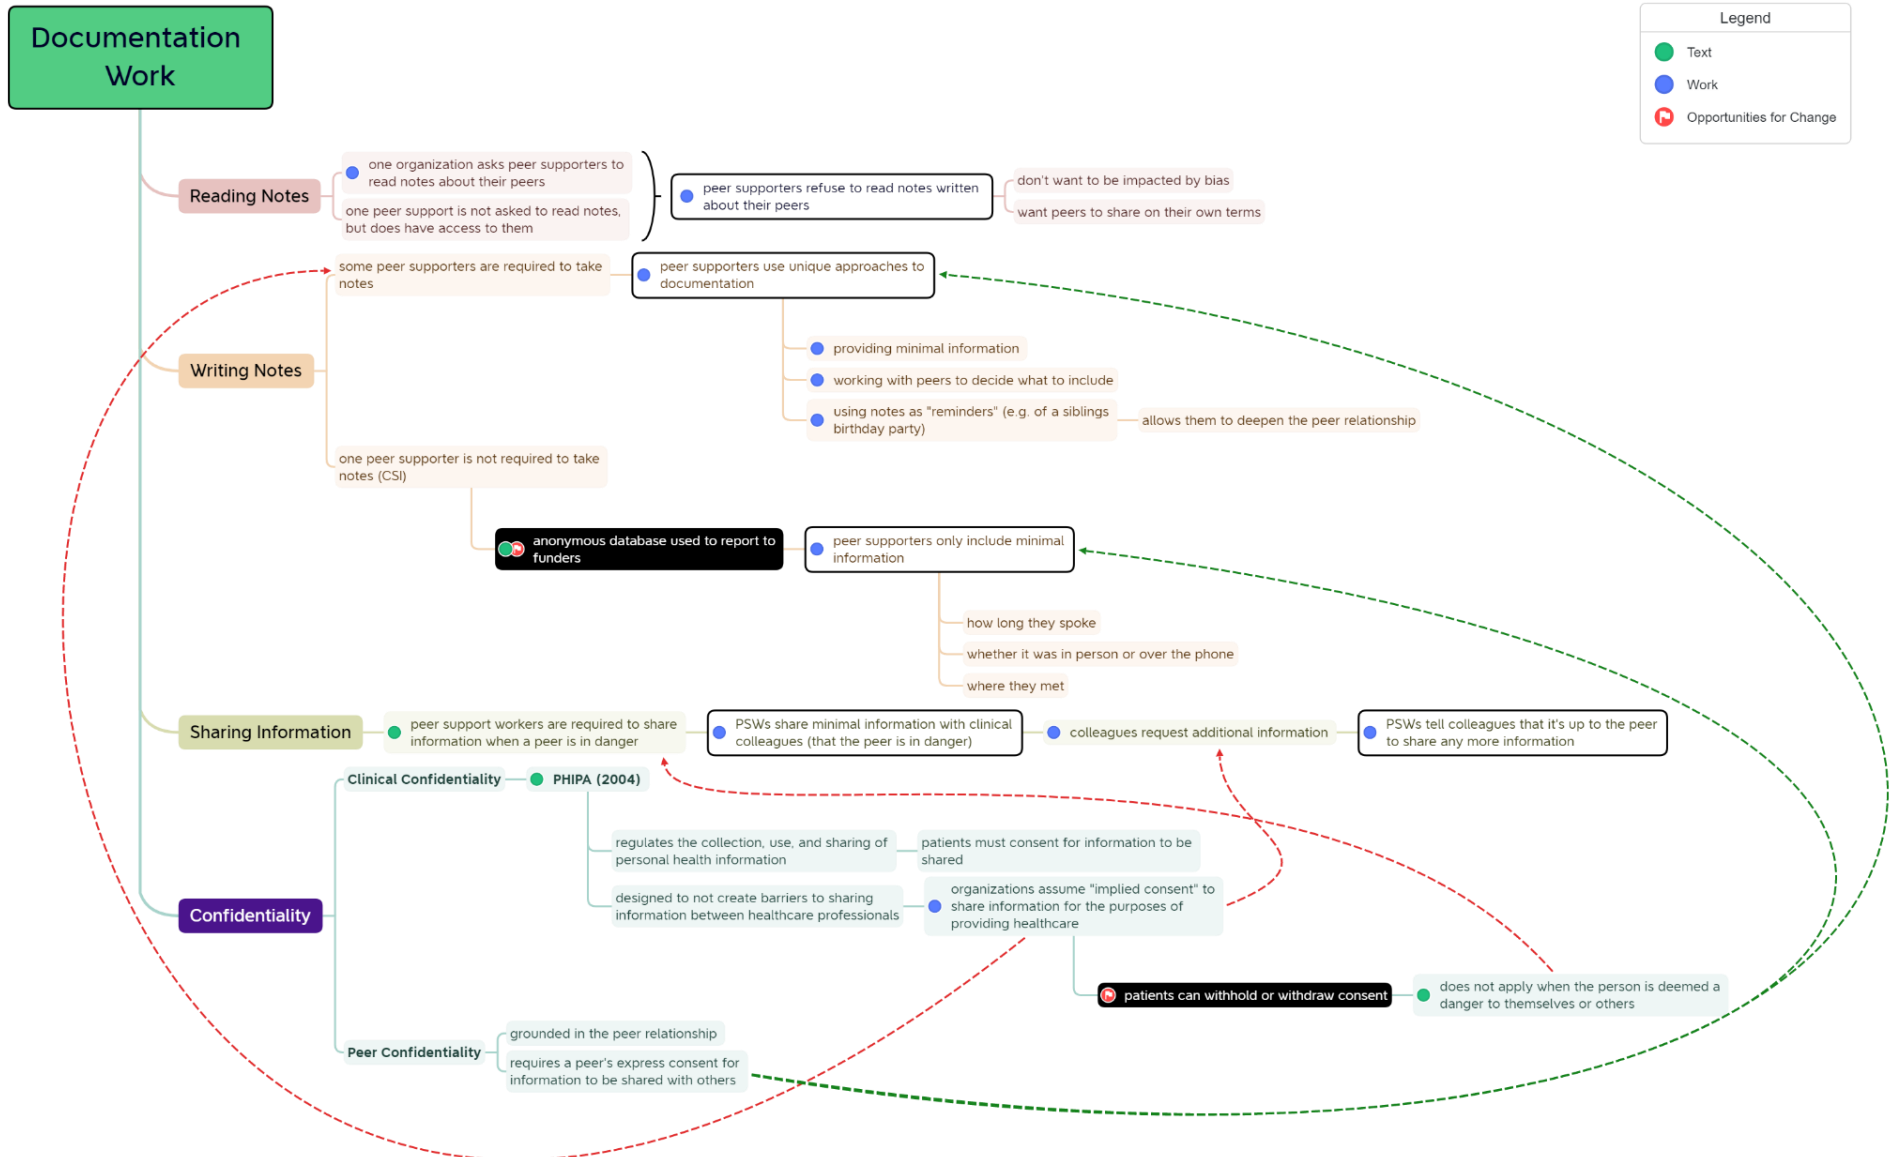 Documentation
Work
Legend
Text
Work
Opportunities for Change
Reading Notes
one organization asks peer supporters to
read notes about their peers
one peer support is not asked to read notes,
but does have access to them
peer supporters refuse to read notes written
about their peers
don't want to be impacted by bias
want peers to share on their own terms
Writing Notes
some peer supporters are required to take
notes
peer supporters use unique approaches to
documentation
providing minimal information
working with peers to decide what to include
using notes as "reminders" (e.g. of a siblings
birthday party)
allows them to deepen the peer relationship
one peer supporter is not required to take
notes (CSI)
anonymous database used to report to
funders
peer supporters only include minimal
information
how long they spoke
whether it was in person or over the phone
where they met
Sharing Information
peer support workers are required to share
information when a peer is in danger
PSWs share minimal information with clinical
colleagues (that the peer is in danger)
colleagues request additional information
PSWs tell colleagues that it's up to the peer
to share any more information
Confidentiality
Clinical Confidentiality
PHIPA (2004)
regulates the collection, use, and sharing of
personal health information
patients must consent for information to be
shared
designed to not create barriers to sharing
information between healthcare professionals
organizations assume "implied consent" to
share information for the purposes of
providing healthcare
patients can withhold or withdraw consent
does not apply when the person is deemed a
danger to themselves or others
Peer Confidentiality
grounded in the peer relationship
requires a peer's express consent for
information to be shared with others